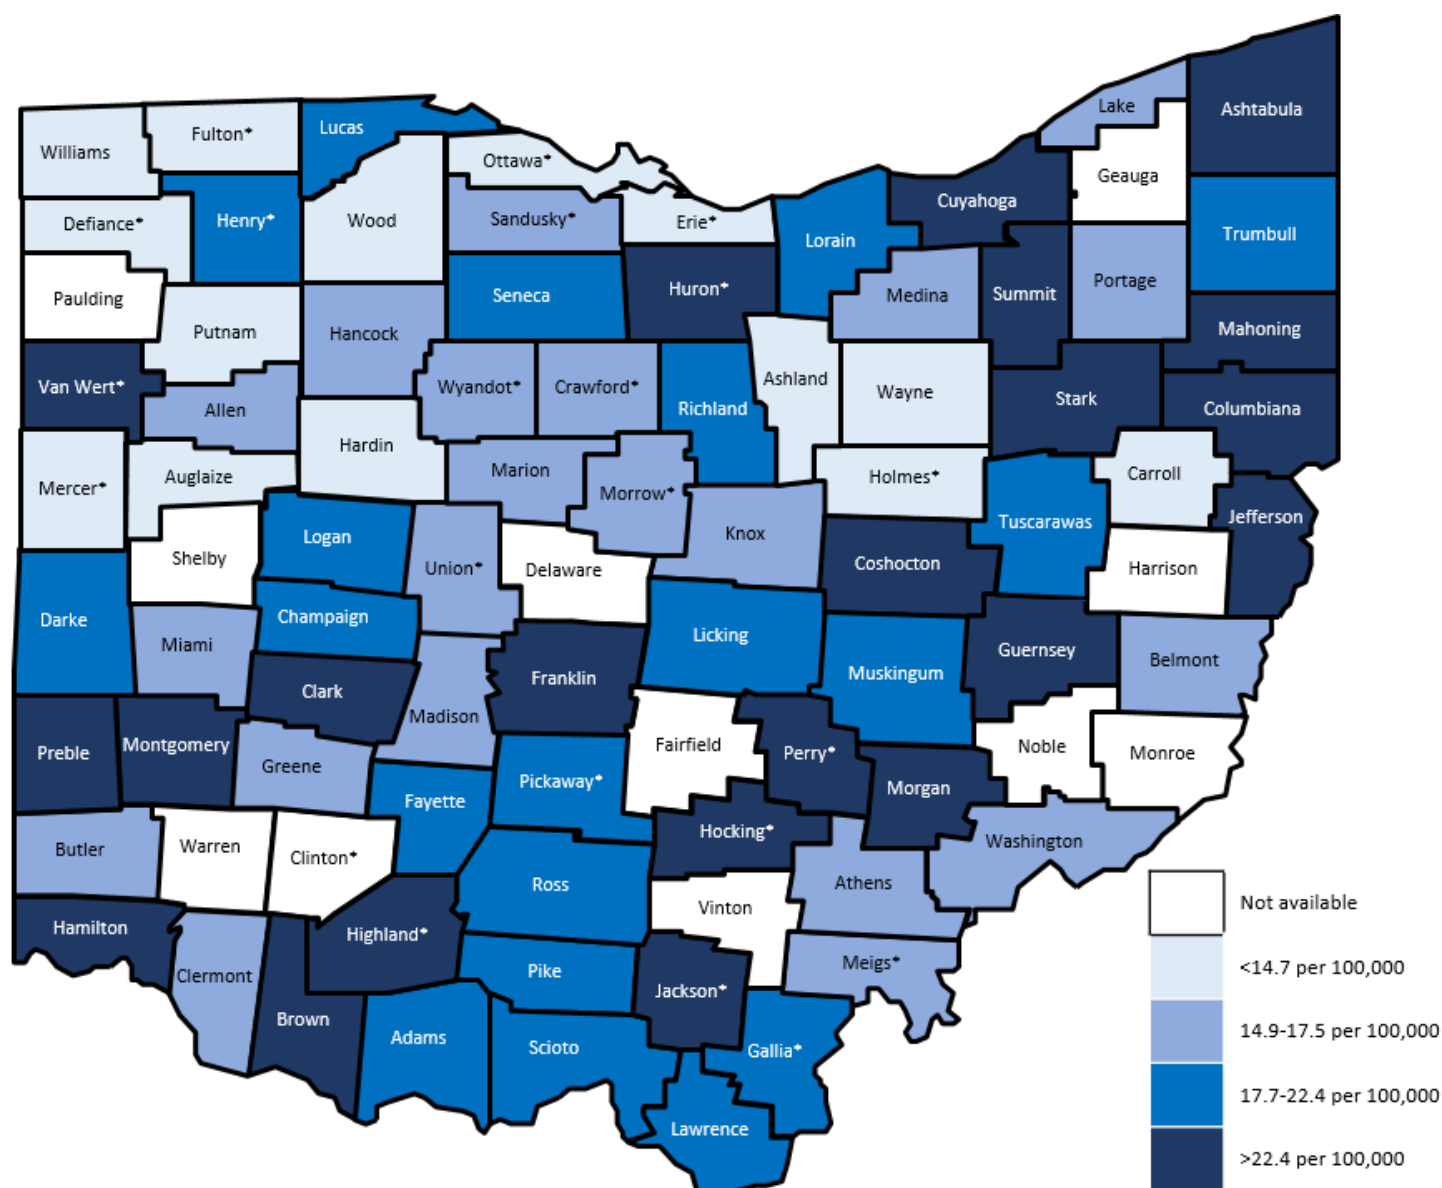 Ashtabula
Lake
Fulton*
Lucas
Williams
Ottawa*
Geauga
Cuyahoga
Defiance*
Henry*
Wood
Sandusky*
Erie*
Lorain
Trumbull
Paulding
Seneca
Huron*
Medina
Summit
Portage
Putnam
Hancock
Mahoning
Van Wert*
Allen
Wyandot*
Crawford*
Richland
Ashland
Wayne
Stark
Columbiana
Hardin
Mercer*
Auglaize
Marion
Morrow*
Holmes*
Carroll
Tuscarawas
Jefferson
Shelby
Logan
Union*
Delaware
Knox
Coshocton
Harrison
Darke
Champaign
Miami
Licking
Muskingum
Guernsey
Belmont
Clark
Franklin
Madison
Preble
Montgomery
Greene
Fairfield
Perry*
Noble
Monroe
Pickaway*
Fayette
Morgan
Butler
Warren
Clinton*
Hocking*
Washington
Ross
Athens
Vinton
Not available
Hamilton
Highland*
Clermont
Pike
Meigs*
<14.7 per 100,000
Jackson*
Brown
Adams
Scioto
Gallia*
14.9-17.5 per 100,000
17.7-22.4 per 100,000
Lawrence
>22.4 per 100,000